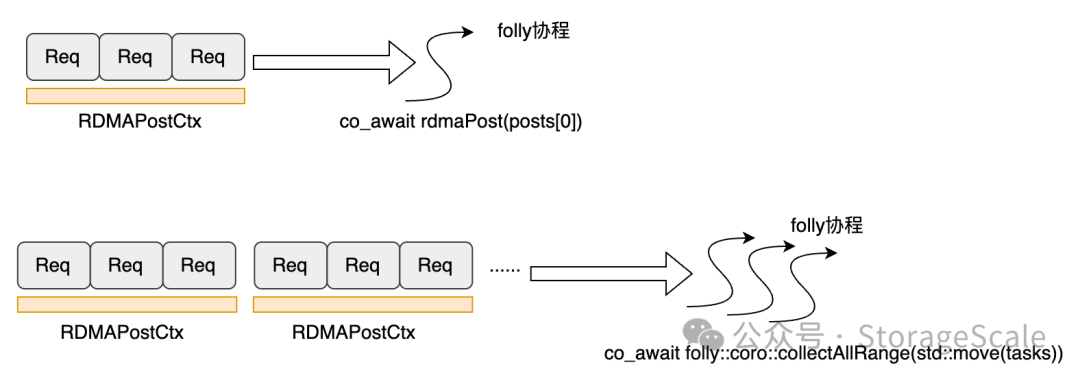 folly协程
Req Req Req
RDMAPostCtx
co_await rdmaPost(posts[0])
folly协程
Req Req Req Req Req Req ......
RDMAPostCtx RDMAPostCtx
公众号 · StorageScale
co_await folly::coro::collectAllRange(std::move(tasks))